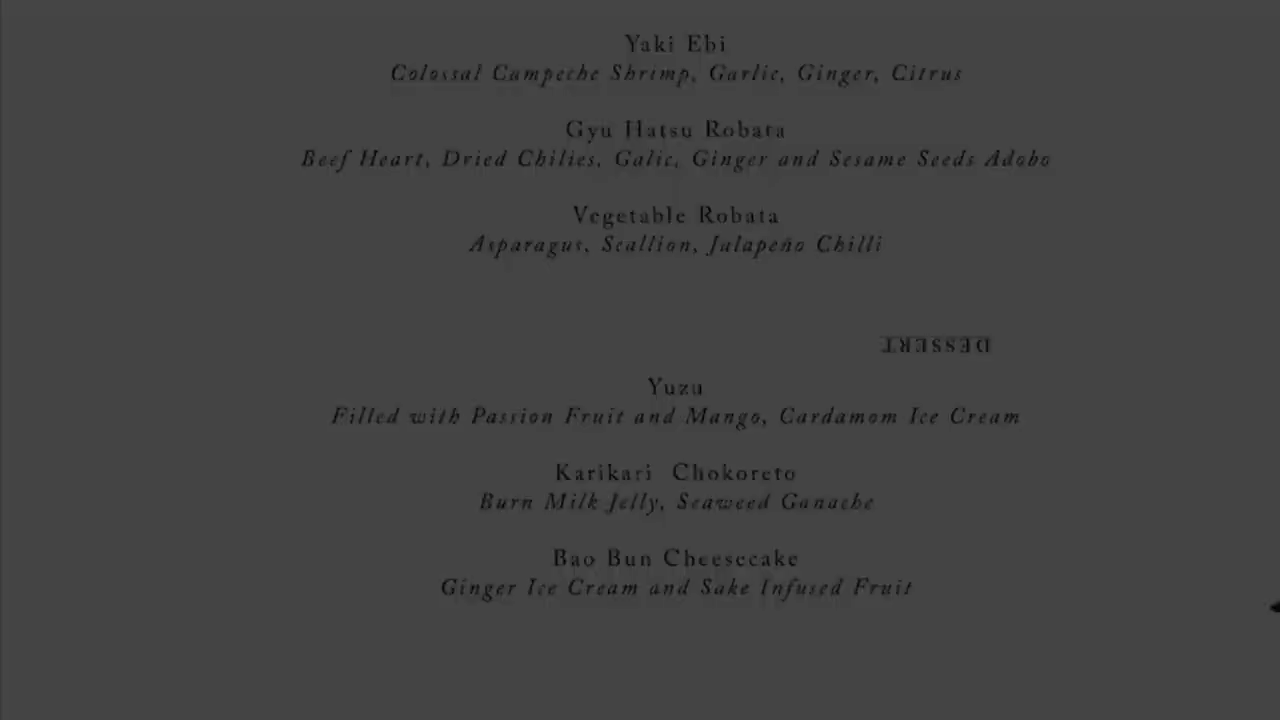 Yaki Ebi
Colossal Campeche Shrimp, Garlic, Ginger, Citrus
Gyu Hatsu Robata
Beef Heart, Dried Chilies, Galic, Ginger and Sesame Seeds Adobo
Vegetable Robata
Asparagus, Scallion, Jalapeño Chilli
DESSERT
Yuzu
Filled with Passion Fruit and Mango, Cardamom Ice Cream
Karikari Chokoreto
Burn Milk Jelly, Seaweed Ganache
Bao Bun Cheesecake
Ginger Ice Cream and Sake Infused Fruit